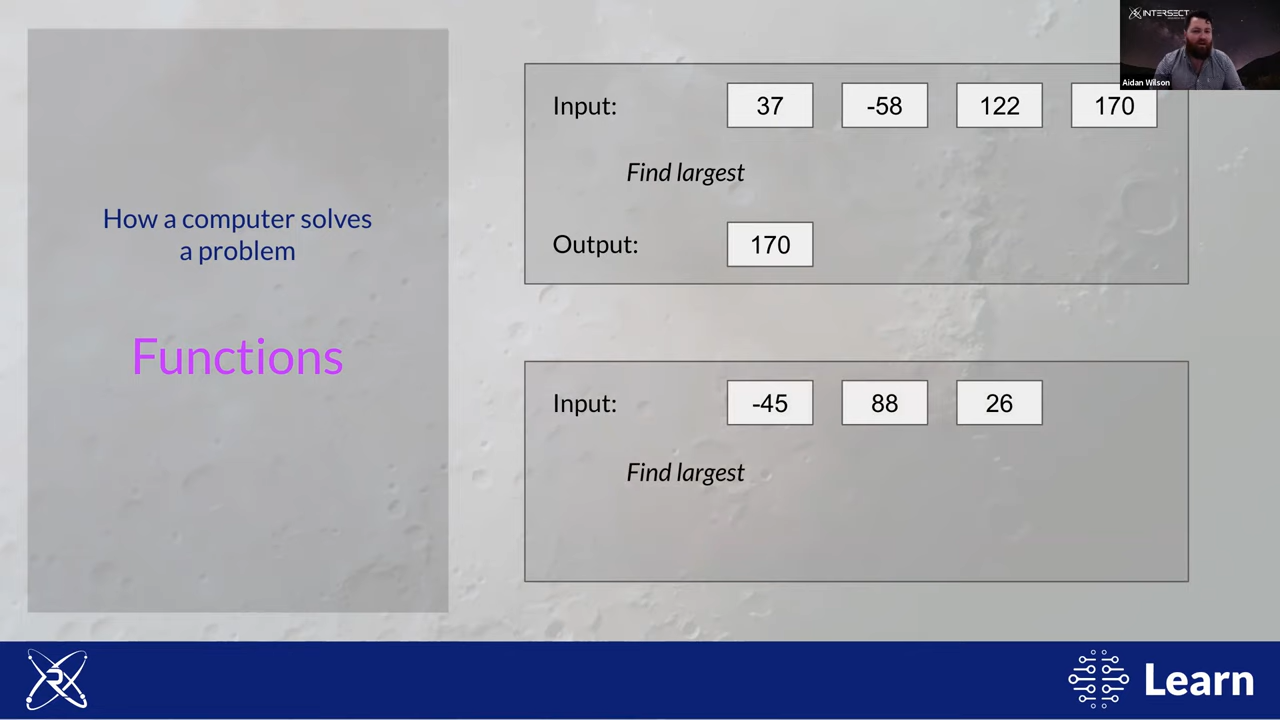 INTERSECT
Aidan Wilson
How a computer solves
a problem
Functions
Input: 37 -58 122 170
Find largest
Output: 170
Input: -45 88 26
Find largest
Learn